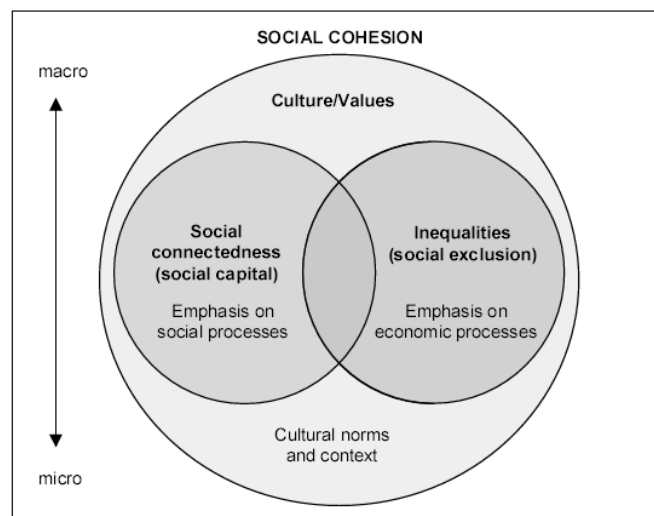 SOCIAL COHESION
macro
Culture/Values
Social
connectedness
(social capital)
Emphasis on
social processes
Inequalities
(social exclusion)
Emphasis on
economic processes
Cultural norms
and context
micro